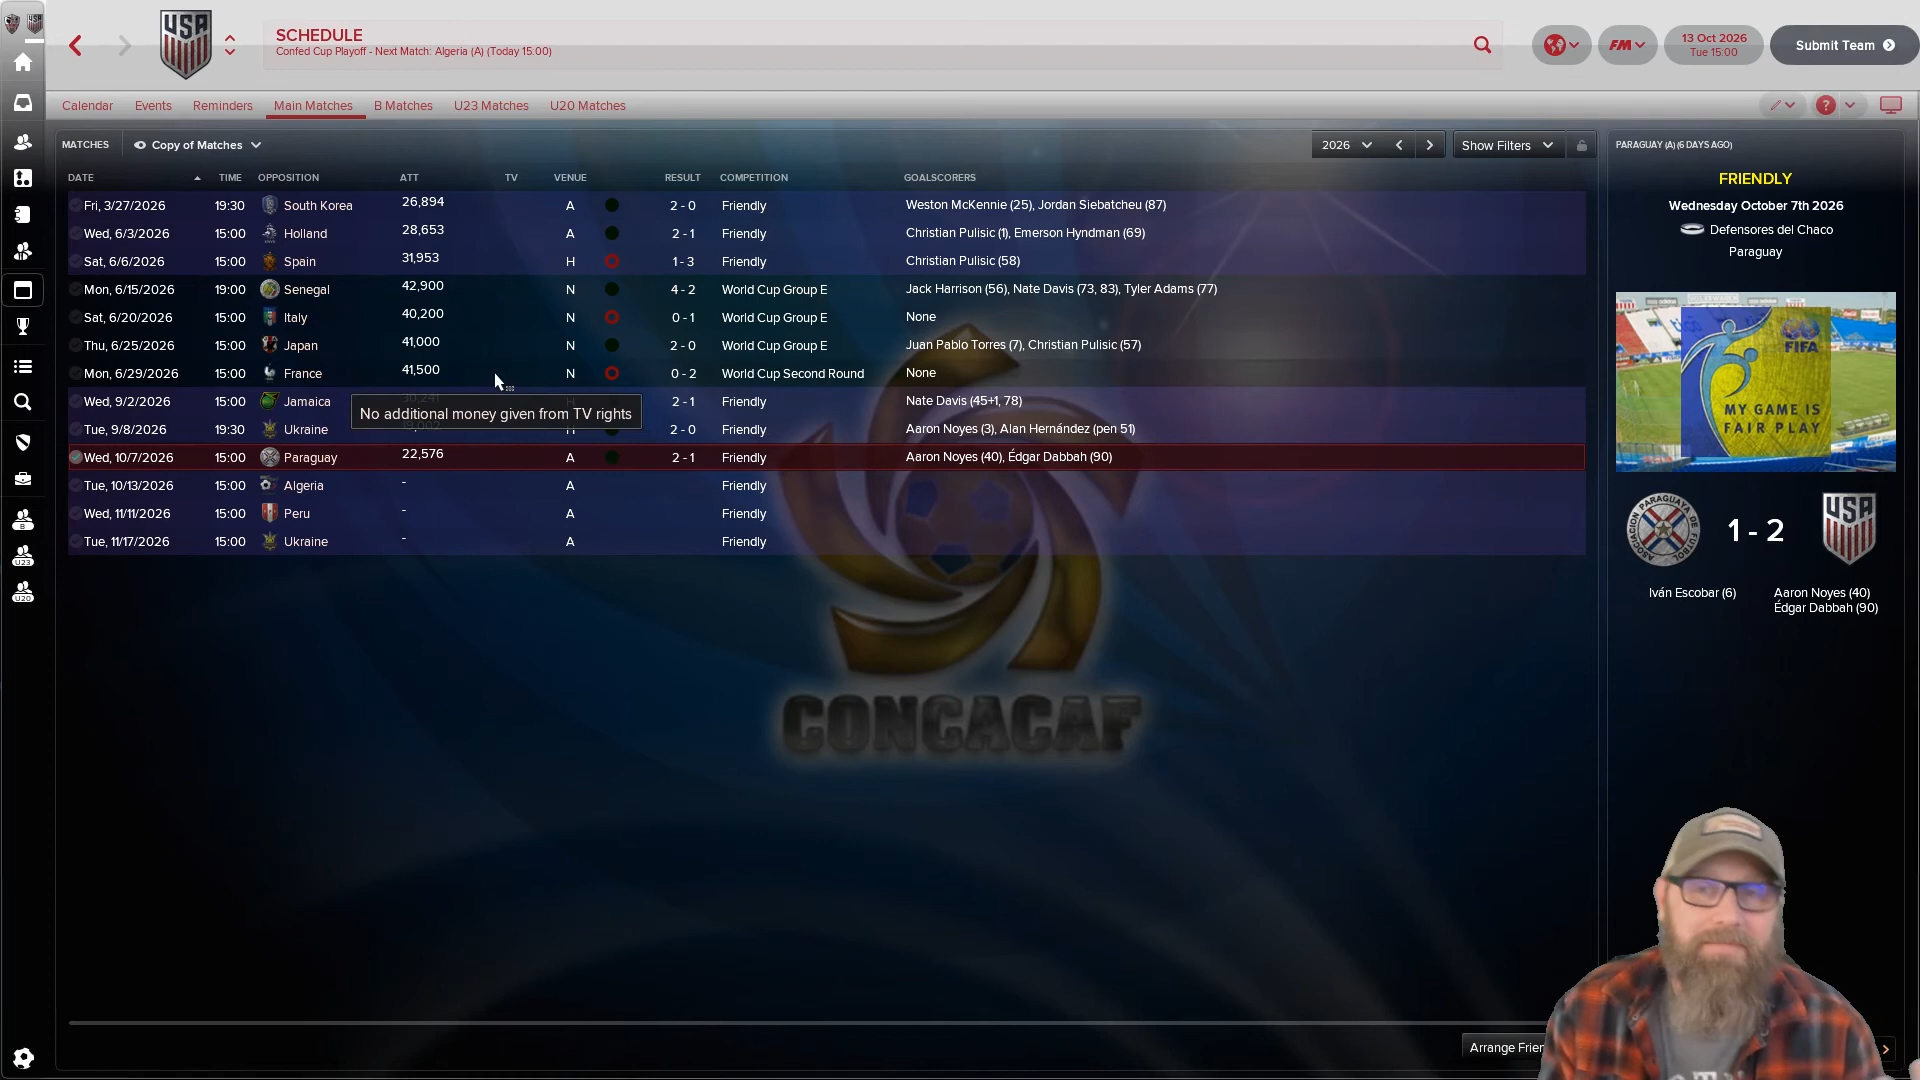 USA
SCHEDULE
Confed Cup Playoff - Next Match: Algeria (A) (Today 15:00)
FM
13 Oct 2026
Tue 15:00
Submit Team
Calendar Events Reminders Main Matches B Matches U23 Matches U20 Matches
?
MATCHES Copy of Matches 2026 Show Filters
DATE TIME OPPOSITION ATT TV VENUE RESULT COMPETITION GOALSCORERS
Fri, 3/27/2026 19:30 South Korea 26,894 A 2 - 0 Friendly Weston McKennie (25), Jordan Siebatcheu (87)
Wed, 6/3/2026 15:00 Holland 28,653 A 2 - 1 Friendly Christian Pulisic (1), Emerson Hyndman (69)
Sat, 6/6/2026 15:00 Spain 31,953 H 1 - 3 Friendly Christian Pulisic (58)
Mon, 6/15/2026 19:00 Senegal 42,900 N 4 - 2 World Cup Group E Jack Harrison (56), Nate Davis (73, 83), Tyler Adams (77)
Sat, 6/20/2026 15:00 Italy 40,200 N 0 - 1 World Cup Group E None
Thu, 6/25/2026 15:00 Japan 41,000 N 2 - 0 World Cup Group E Juan Pablo Torres (7), Christian Pulisic (57)
Mon, 6/29/2026 15:00 France 41,500 N 0 - 2 World Cup Second Round None
Wed, 9/2/2026 15:00 Jamaica 2 - 1 Friendly Nate Davis (45+1, 78)
No additional money given from TV rights
Tue, 9/8/2026 19:30 Ukraine 2 - 0 Friendly Aaron Noyes (3), Alan Hernández (pen 51)
Wed, 10/7/2026 15:00 Paraguay 22,576 A 2 - 1 Friendly Aaron Noyes (40), Édgar Dabbah (90)
Tue, 10/13/2026 15:00 Algeria - A Friendly
Wed, 11/11/2026 15:00 Peru - A Friendly
Tue, 11/17/2026 15:00 Ukraine - A Friendly
B
U23
U20
CONCACAF
Arrange Frien
PARAGUAY (A) (6 DAYS AGO)
FRIENDLY
Wednesday October 7th 2026
Defensores del Chaco
Paraguay
FIFA
MY GAME IS
FAIR PLAY
ASOCIACION PARAGUAYA DE FUTBOL
1 - 2
USA
Iván Escobar (6) Aaron Noyes (40)
Édgar Dabbah (90)